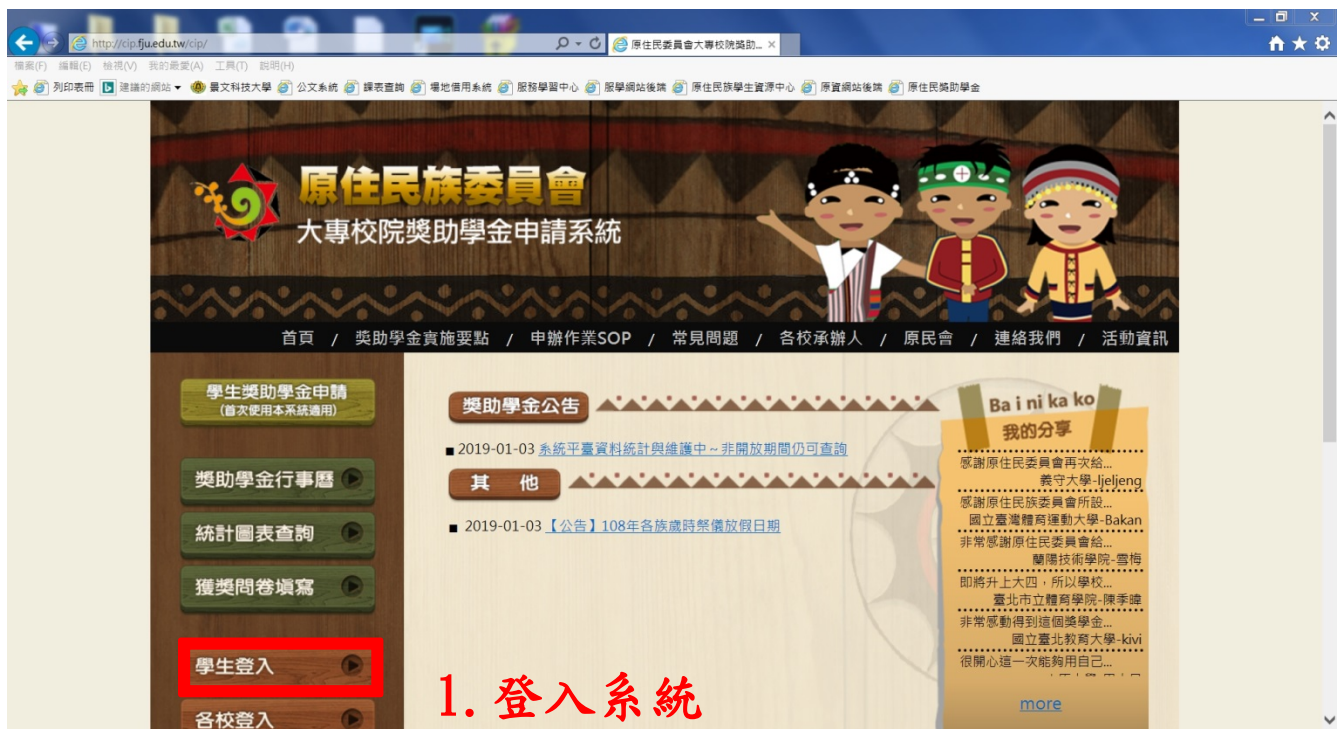 http://cip.fju.edu.tw/cip/
原住民委員會大專校院獎助...
檔案(F) 編輯(E) 檢視(V) 我的最愛(A) 工具(T) 說明(H)
列印表冊 建議的網站 景文科技大學 公文系統 課表查詢 場地借用系統 服務學習中心 服學網站後端 原住民族學生資源中心 原資網站後端 原住民獎助學金
原住民族委員會
大專校院獎助學金申請系統
首頁 / 獎助學金實施要點 / 申辦作業SOP / 常見問題 / 各校承辦人 / 原民會 / 連絡我們 / 活動資訊
學生獎助學金申請
(首次使用本系統適用)
獎助學金行事曆
統計圖表查詢
獲獎問卷填寫
學生登入
各校登入
獎助學金公告
■ 2019-01-03 系統平臺資料統計與維護中~非開放期間仍可查詢
其 他
■ 2019-01-03 【公告】108年各族歲時祭儀放假日期
1.登入系統
Ba i ni ka ko
我的分享
感謝原住民委員會再次給...
義守大學-ljeljeng
感謝原住民族委員會所設...
國立臺灣體育運動大學-Bakan
非常感謝原住民委員會給...
蘭陽技術學院-雪梅
即將升上大四，所以學校...
臺北市立體育學院-陳季暐
非常感動得到這個獎學金...
國立臺北教育大學-kivi
很開心這一次能夠用自己...
more